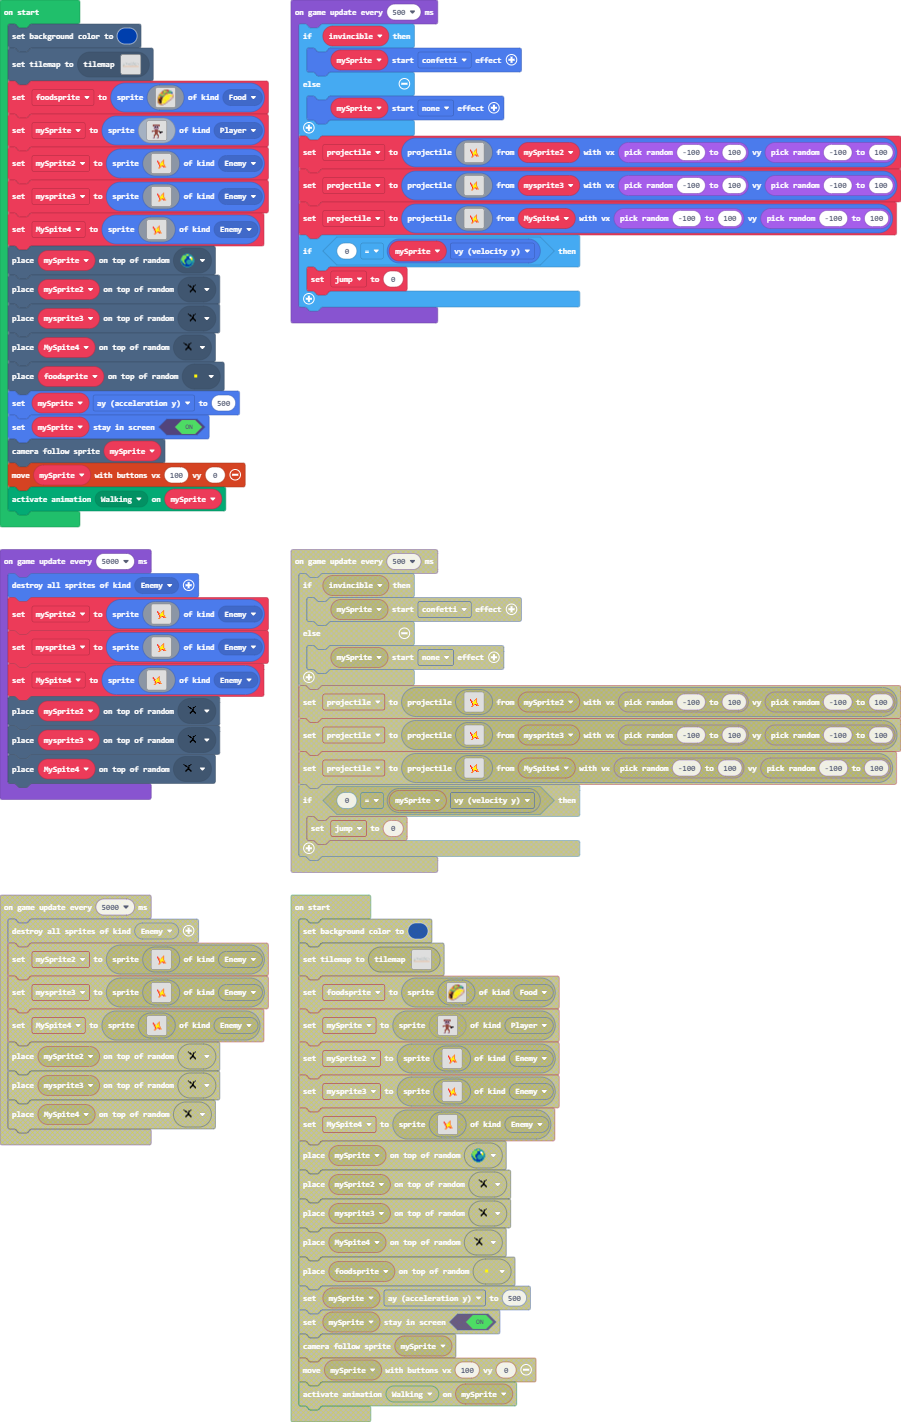 on start
set background color to
set tilemap to tilemap
set foodsprite to sprite of kind Food
set mySprite to sprite of kind Player
set mySprite2 to sprite of kind Enemy
set mysprite3 to sprite of kind Enemy
set MySpite4 to sprite of kind Enemy
place mySprite on top of random
place mySprite2 on top of random
place mysprite3 on top of random
place MySpite4 on top of random
place foodsprite on top of random
set mySprite ay (acceleration y) to 500
set mySprite stay in screen ON
camera follow sprite mySprite
move mySprite with buttons vx 100 vy 0
activate animation Walking on mySprite
on game update every 500 ms
if invincible then
mySprite start confetti effect
else
mySprite start none effect
set projectile to projectile from mySprite2 with vx pick random -100 to 100 vy pick random -100 to 100
set projectile to projectile from mysprite3 with vx pick random -100 to 100 vy pick random -100 to 100
set projectile to projectile from MySpite4 with vx pick random -100 to 100 vy pick random -100 to 100
if 0 = mySprite vy (velocity y) then
set jump to 0
on game update every 5000 ms
destroy all sprites of kind Enemy
set mySprite2 to sprite of kind Enemy
set mysprite3 to sprite of kind Enemy
set MySpite4 to sprite of kind Enemy
place mySprite2 on top of random
place mysprite3 on top of random
place MySpite4 on top of random
on game update every 500 ms
if invincible then
mySprite start confetti effect
else
mySprite start none effect
set projectile to projectile from mySprite2 with vx pick random -100 to 100 vy pick random -100 to 100
set projectile to projectile from mysprite3 with vx pick random -100 to 100 vy pick random -100 to 100
set projectile to projectile from MySpite4 with vx pick random -100 to 100 vy pick random -100 to 100
if 0 = mySprite vy (velocity y) then
set jump to 0
on game update every 5000 ms
destroy all sprites of kind Enemy
set mySprite2 to sprite of kind Enemy
set mysprite3 to sprite of kind Enemy
set MySpite4 to sprite of kind Enemy
place mySprite2 on top of random
place mysprite3 on top of random
place MySpite4 on top of random
on start
set background color to
set tilemap to tilemap
set foodsprite to sprite of kind Food
set mySprite to sprite of kind Player
set mySprite2 to sprite of kind Enemy
set mysprite3 to sprite of kind Enemy
set MySpite4 to sprite of kind Enemy
place mySprite on top of random
place mySprite2 on top of random
place mysprite3 on top of random
place MySpite4 on top of random
place foodsprite on top of random
set mySprite ay (acceleration y) to 500
set mySprite stay in screen ON
camera follow sprite mySprite
move mySprite with buttons vx 100 vy 0
activate animation Walking on mySprite